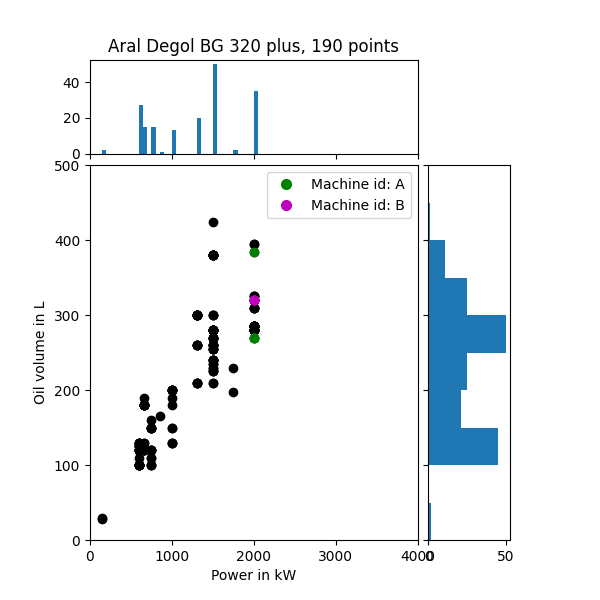 Aral Degol BG 320 plus, 190 points
40
20
0
500
400
300
200
100
0
Oil volume in L
Machine id: A
Machine id: B
0 1000 2000 3000 4000
0 50
Power in kW